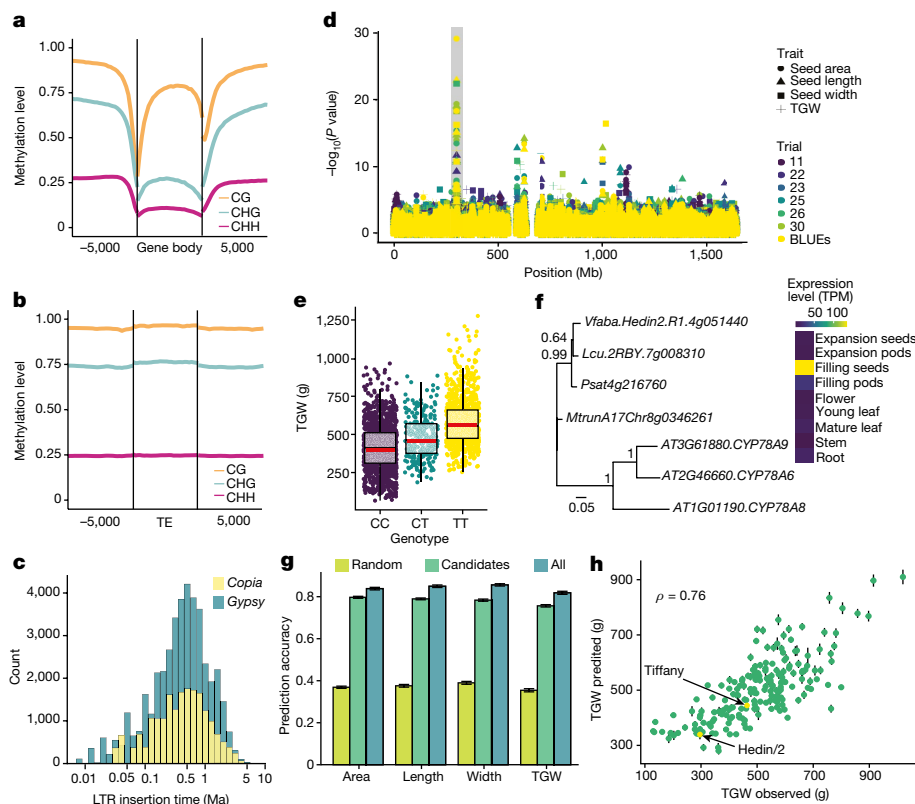 a
1.00
0.75
0.50
0.25
0
Methylation level
CG
CHG
CHH
−5,000 Gene body 5,000
b
1.00
0.75
0.50
0.25
0
Methylation level
CG
CHG
CHH
−5,000 TE 5,000
c
Copia
Gypsy
4,000
3,000
2,000
1,000
0
Count
0.01 0.05 0.1 0.5 1 5 10
LTR insertion time (Ma)
d
30
20
10
0
−log10(P value)
0 500 1,000 1,500
Position (Mb)
Trait
Seed area
Seed length
Seed width
TGW
Trial
11
22
23
25
26
30
BLUEs
e
1,250
1,000
750
500
250
TGW (g)
CC CT TT
Genotype
f
Vfaba.Hedin2.R1.4g051440
0.64
0.99
Lcu.2RBY.7g008310
Psat4g216760
MtrunA17Chr8g0346261
AT3G61880.CYP78A9
1
AT2G46660.CYP78A6
1
0.05
AT1G01190.CYP78A8
Expression
level (TPM)
50 100
Expansion seeds
Expansion pods
Filling seeds
Filling pods
Flower
Young leaf
Mature leaf
Stem
Root
g
Random Candidates All
0.8
0.4
0
Prediction accuracy
Area Length Width TGW
h
900
700
500
300
TGW predited (g)
ρ = 0.76
Tiffany
Hedin/2
100 300 500 700 900
TGW observed (g)